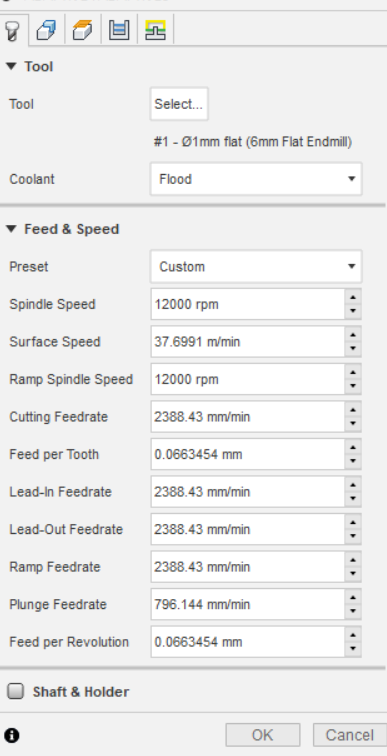 Tool
Tool Select...
#1 - Ø1mm flat (6mm Flat Endmill)
Coolant Flood
Feed & Speed
Preset Custom
Spindle Speed 12000 rpm
Surface Speed 37.6991 m/min
Ramp Spindle Speed 12000 rpm
Cutting Feedrate 2388.43 mm/min
Feed per Tooth 0.0663454 mm
Lead-In Feedrate 2388.43 mm/min
Lead-Out Feedrate 2388.43 mm/min
Ramp Feedrate 2388.43 mm/min
Plunge Feedrate 796.144 mm/min
Feed per Revolution 0.0663454 mm
Shaft & Holder
OK Cancel